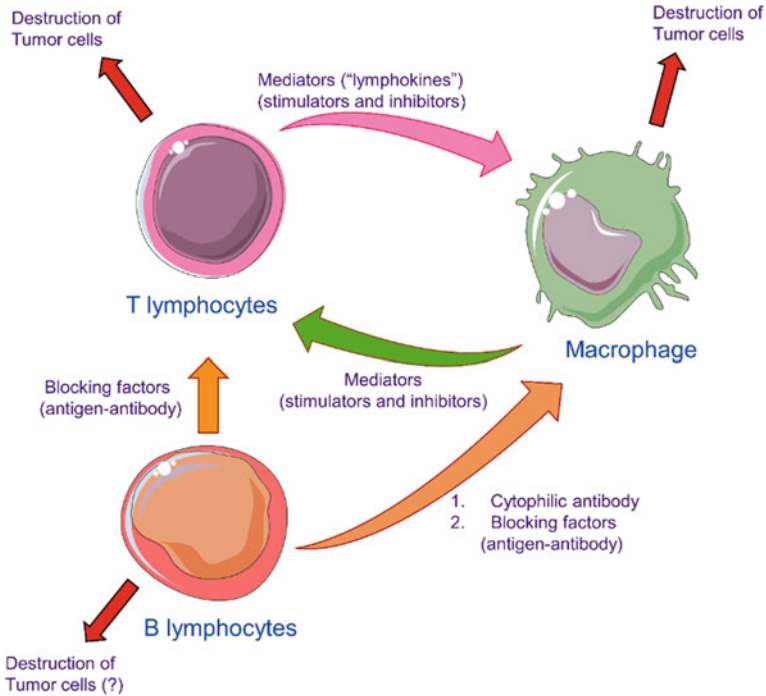 Destruction of
Tumor cells
Destruction of
Tumor cells
Mediators (“lymphokines”)
(stimulators and inhibitors)
T lymphocytes
Macrophage
Blocking factors
(antigen-antibody)
Mediators
(stimulators and inhibitors)
1. Cytophilic antibody
2. Blocking factors
(antigen-antibody)
B lymphocytes
Destruction of
Tumor cells (?)